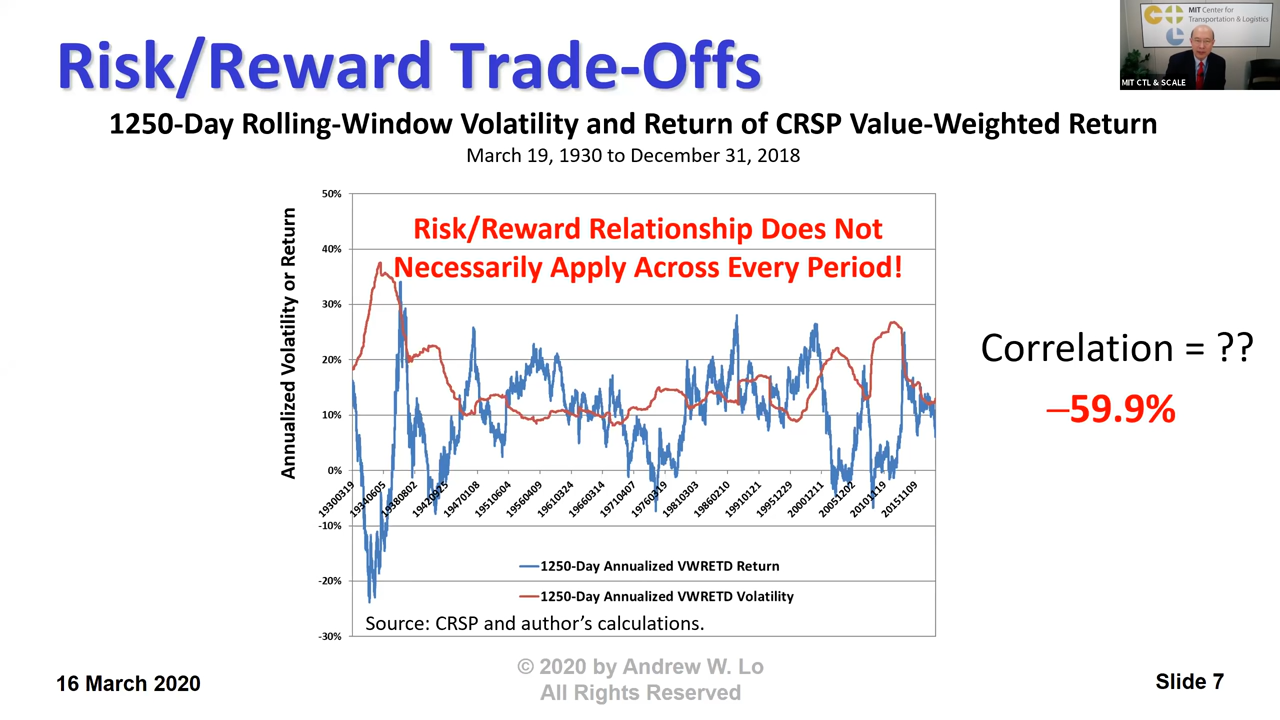 MIT Center for
Transportation & Logistics
MIT CTL & SCALE
Risk/Reward Trade-Offs
1250-Day Rolling-Window Volatility and Return of CRSP Value-Weighted Return
March 19, 1930 to December 31, 2018
Annualized Volatility or Return
50%
40%
30%
20%
10%
0%
-10%
-20%
-30%
Risk/Reward Relationship Does Not
Necessarily Apply Across Every Period!
19300319
19340605
19380802
19420925
19470108
19510604
19560409
19610324
19660314
19710407
19760319
19810303
19860210
19910121
19951229
20001211
20051202
20101119
20151109
1250-Day Annualized VWRETD Return
1250-Day Annualized VWRETD Volatility
Source: CRSP and author’s calculations.
Correlation = ??
–59.9%
16 March 2020
© 2020 by Andrew W. Lo
All Rights Reserved
Slide 7